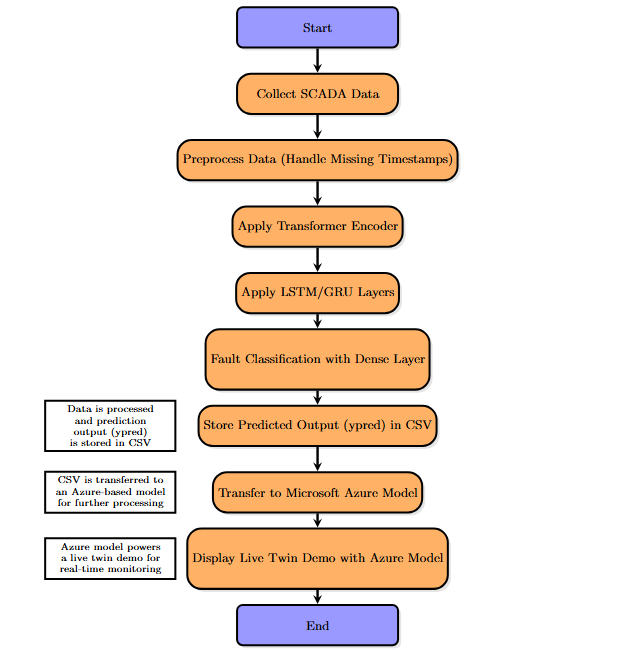 Start
Collect SCADA Data
Preprocess Data (Handle Missing Timestamps)
Apply Transformer Encoder
Apply LSTM/GRU Layers
Fault Classification with Dense Layer
Data is processed
and prediction
output (ypred)
is stored in CSV
Store Predicted Output (ypred) in CSV
CSV is transferred to
an Azure-based model
for further processing
Transfer to Microsoft Azure Model
Azure model powers
a live twin demo for
real-time monitoring
Display Live Twin Demo with Azure Model
End